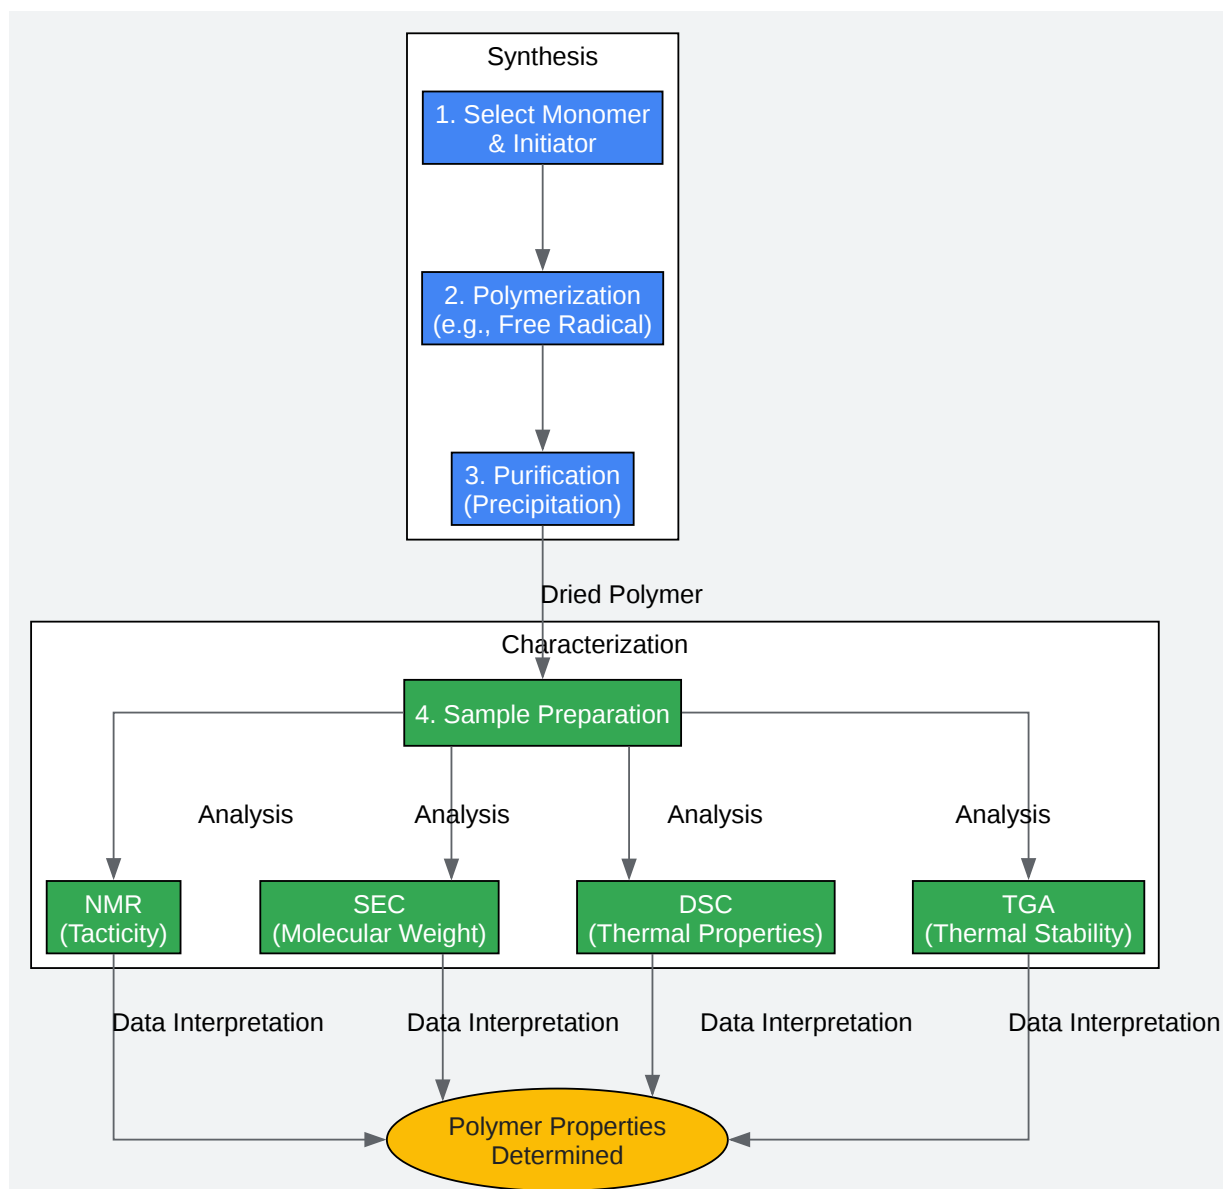 Synthesis
1. Select Monomer
& Initiator
2. Polymerization
(e.g., Free Radical)
3. Purification
(Precipitation)
Dried Polymer
Characterization
4. Sample Preparation
Analysis
Analysis
Analysis
Analysis
NMR
(Tacticity)
SEC
(Molecular Weight)
DSC
(Thermal Properties)
TGA
(Thermal Stability)
Data Interpretation
Data Interpretation
Data Interpretation
Data Interpretation
Polymer Properties
Determined